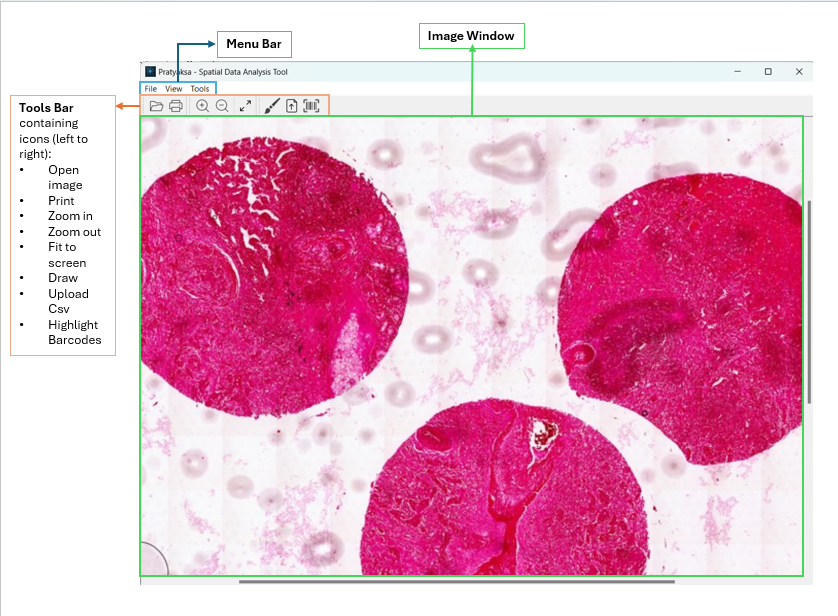 Menu Bar
Image Window
Pratyaksa - Spatial Data Analysis Tool
File View Tools
Tools Bar
containing
icons (left to
right):
• Open
image
• Print
• Zoom in
• Zoom out
• Fit to
screen
• Draw
• Upload
Csv
• Highlight
Barcodes